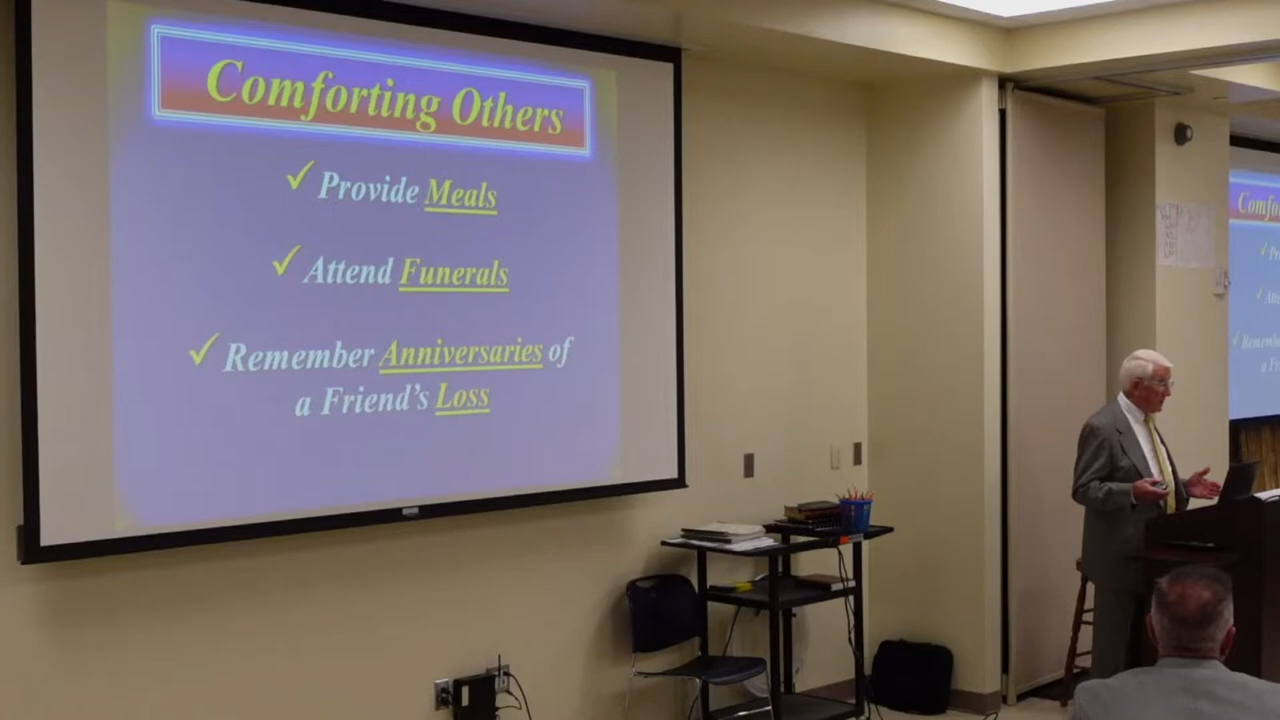 Comforting Others
✓ Provide Meals
✓ Attend Funerals
✓ Remember Anniversaries of
a Friend's Loss